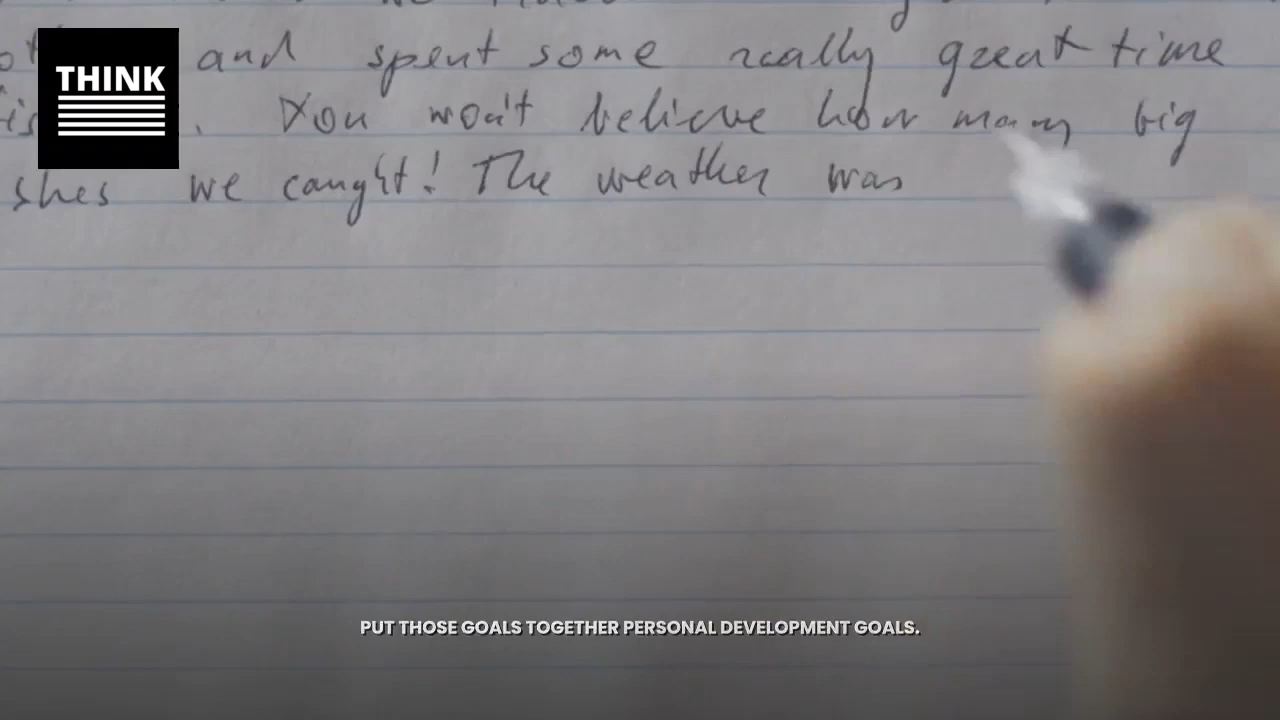 THINK
and spent some really great time
. You won't believe how many big
shes we caught! The weather was
PUT THOSE GOALS TOGETHER PERSONAL DEVELOPMENT GOALS.